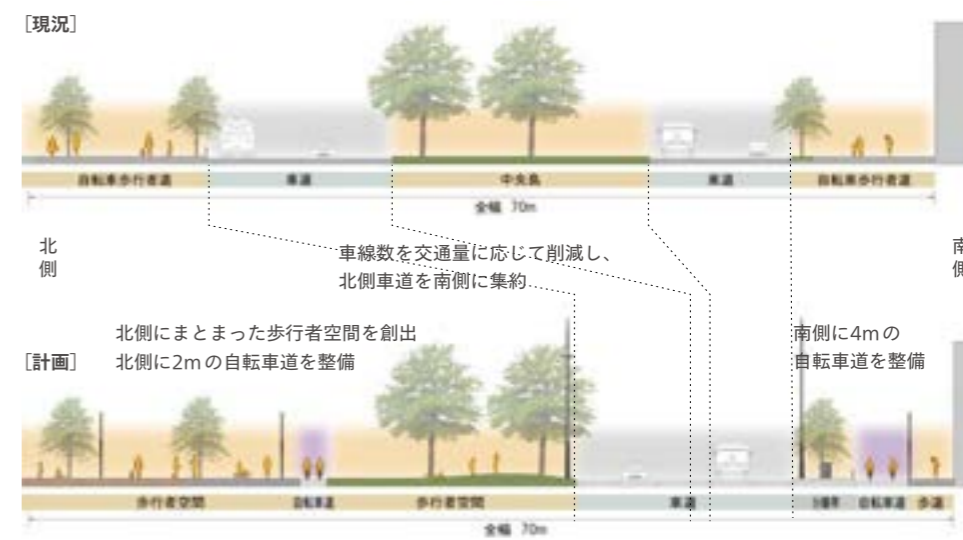 ［現況］
自転車歩行者道 車道 中央島 車道 自転車歩行者道
全幅 70m
北側
車線数を交通量に応じて削減し、
北側車道を南側に集約
北側にまとまった歩行者空間を創出
［計画］ 北側に2mの自転車道を整備
南側に4mの
自転車道を整備
歩行者空間 自転車道 歩行者空間 車道 自転車道 歩道
全幅 70m